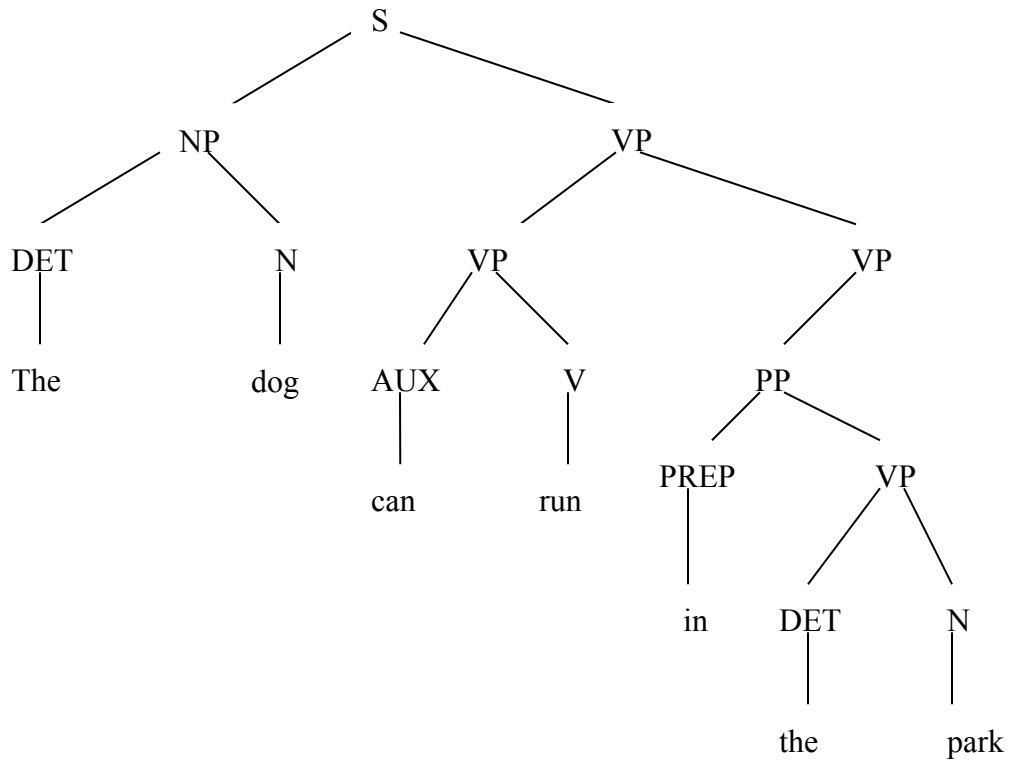 S
NP VP
DET N VP VP
The dog AUX V PP
PREP VP
can run
in DET N
the park